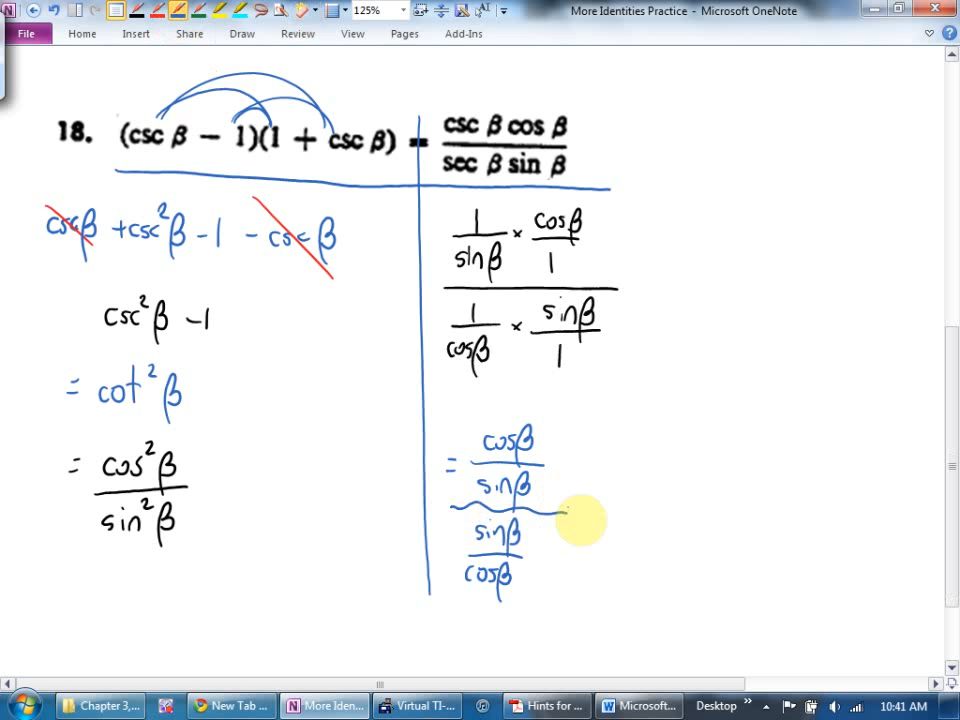 More Identities Practice - Microsoft OneNote
125%
File Home Insert Share Draw Review View Pages Add-Ins
18. (csc β − 1)(1 + csc β) = csc β cos β / sec β sin β
cscβ + csc²β − 1 − csc β
csc²β − 1
= cot²β
= cos²β
sin²β
1/sinβ × cosβ/1
1/cosβ × sinβ/1
= cosβ
sinβ
sinβ
cosβ
Chapter 3,... New Tab ... More Iden... Virtual TI-... Hints for ... Microsoft... Desktop » 10:41 AM